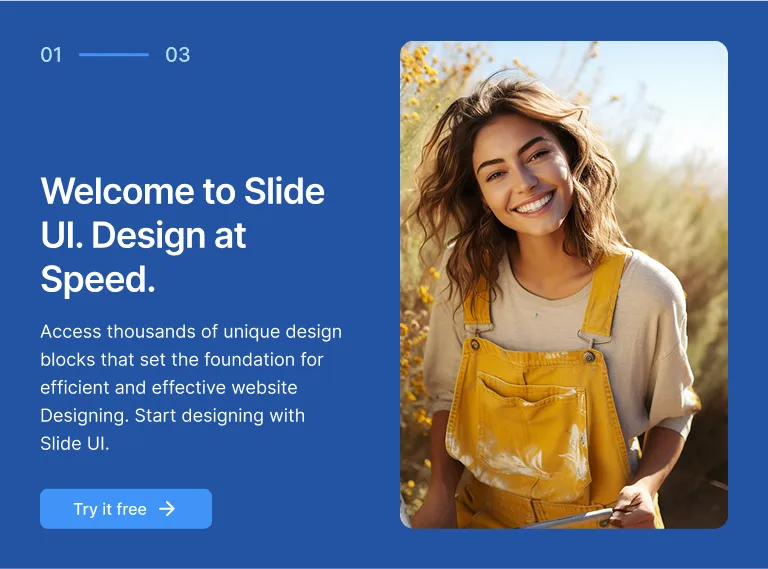 01 03
Welcome to Slide
UI. Design at
Speed.
Access thousands of unique design
blocks that set the foundation for
efficient and effective website
Designing. Start designing with
Slide UI.
Try it free